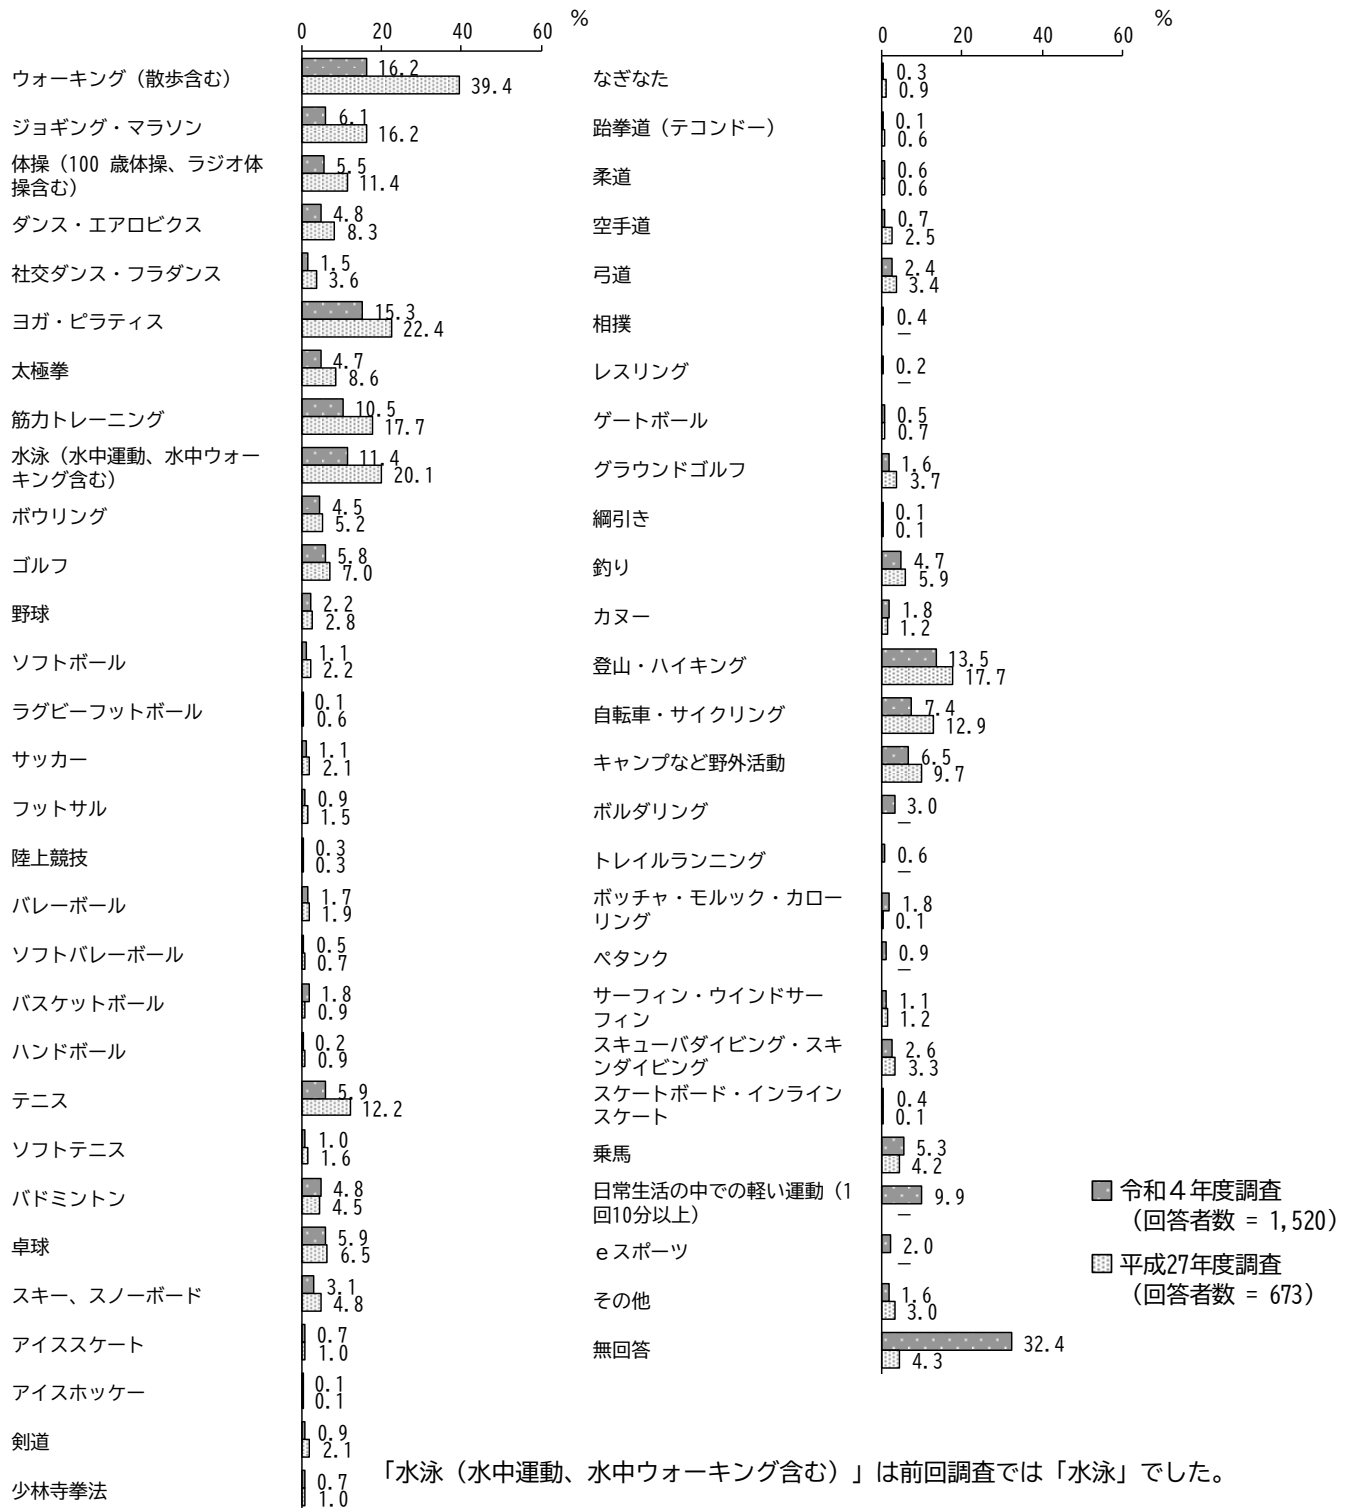 %
0 20 40 60
ウォーキング（散歩含む） 16.2
39.4
ジョギング・マラソン 6.1
16.2
体操（100 歳体操、ラジオ体
操含む） 5.5
11.4
ダンス・エアロビクス 4.8
8.3
社交ダンス・フラダンス 1.5
3.6
ヨガ・ピラティス 15.3
22.4
太極拳 4.7
8.6
筋力トレーニング 10.5
17.7
水泳（水中運動、水中ウォー
キング含む） 11.4
20.1
ボウリング 4.5
5.2
ゴルフ 5.8
7.0
野球 2.2
2.8
ソフトボール 1.1
2.2
ラグビーフットボール 0.1
0.6
サッカー 1.1
2.1
フットサル 0.9
1.5
陸上競技 0.3
0.3
バレーボール 1.7
1.9
ソフトバレーボール 0.5
0.7
バスケットボール 1.8
0.9
ハンドボール 0.2
0.9
テニス 5.9
12.2
ソフトテニス 1.0
1.6
バドミントン 4.8
4.5
卓球 5.9
6.5
スキー、スノーボード 3.1
4.8
アイススケート 0.7
1.0
アイスホッケー 0.1
0.1
剣道 0.9
2.1
少林寺拳法 0.7
1.0
%
0 20 40 60
なぎなた 0.3
0.9
跆拳道（テコンドー） 0.1
0.6
柔道 0.6
0.6
空手道 0.7
2.5
弓道 2.4
3.4
相撲 0.4
－
レスリング 0.2
－
ゲートボール 0.5
0.7
グラウンドゴルフ 1.6
3.7
綱引き 0.1
0.1
釣り 4.7
5.9
カヌー 1.8
1.2
登山・ハイキング 13.5
17.7
自転車・サイクリング 7.4
12.9
キャンプなど野外活動 6.5
9.7
ボルダリング 3.0
－
トレイルランニング 0.6
－
ボッチャ・モルック・カロー
リング 1.8
0.1
ペタンク 0.9
－
サーフィン・ウインドサー
フィン 1.1
1.2
スキューバダイビング・スキ
ンダイビング 2.6
3.3
スケートボード・インライン
スケート 0.4
0.1
乗馬 5.3
4.2
日常生活の中での軽い運動（1
回10分以上） 9.9
－
ｅスポーツ 2.0
－
その他 1.6
3.0
無回答 32.4
4.3
令和４年度調査
（回答者数 = 1,520）
平成27年度調査
（回答者数 = 673）
「水泳（水中運動、水中ウォーキング含む）」は前回調査では「水泳」でした。